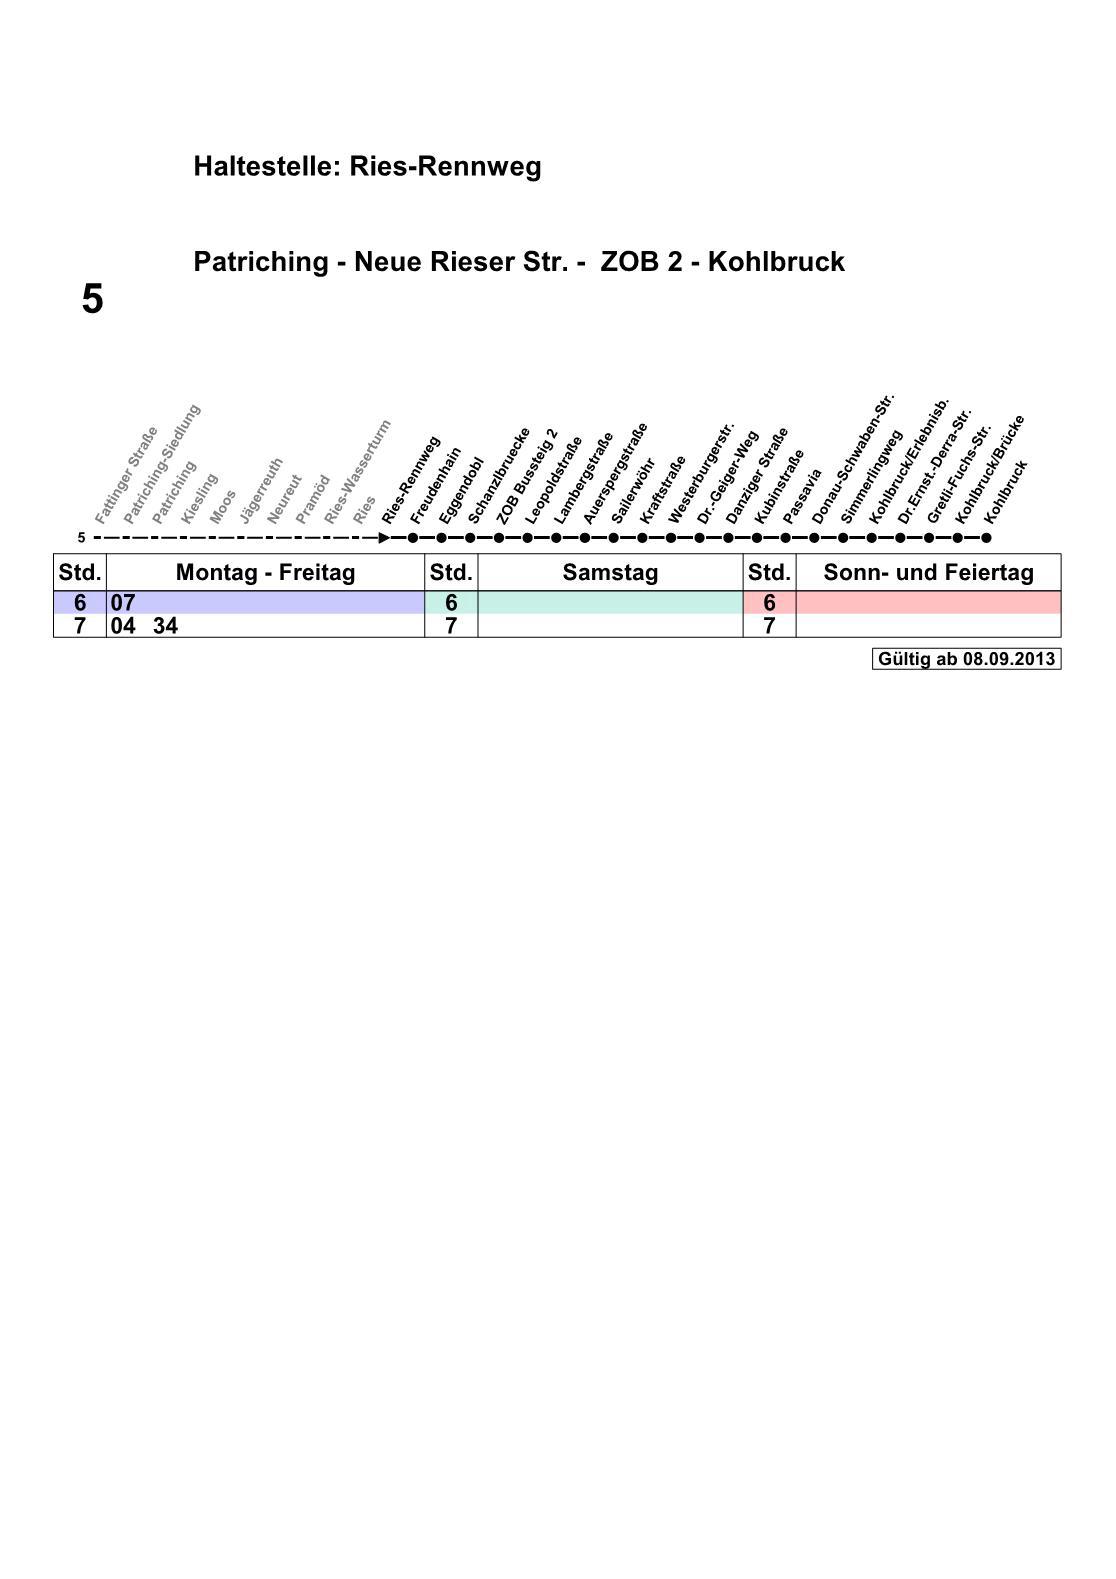 Haltestelle: Ries-Rennweg
Patriching - Neue Rieser Str. - ZOB 2 - Kohlbruck
5
Fattinger Straße
Patriching-Siedlung
Patriching
Kiesling
Moos
Jägerreuth
Neureut
Pramöd
Ries-Wasserturm
Ries
Ries-Rennweg
Freudenhain
Eggendobl
Schanzlbruecke
ZOB Bussteig 2
Leopoldstraße
Lambergstraße
Auerspergstraße
Sailerwöhr
Kraftstraße
Westerburgerstr.
Dr.-Geiger-Weg
Danziger Straße
Kubinstraße
Passavia
Donau-Schwaben-Str.
Simmerlingweg
Kohlbruck/Erlebnisb.
Dr.Ernst.-Derra-Str.
Gretl-Fuchs-Str.
Kohlbruck/Brücke
Kohlbruck
5
Std. Montag - Freitag Std. Samstag Std. Sonn- und Feiertag
6 07 6 6
7 04 34 7 7
Gültig ab 08.09.2013